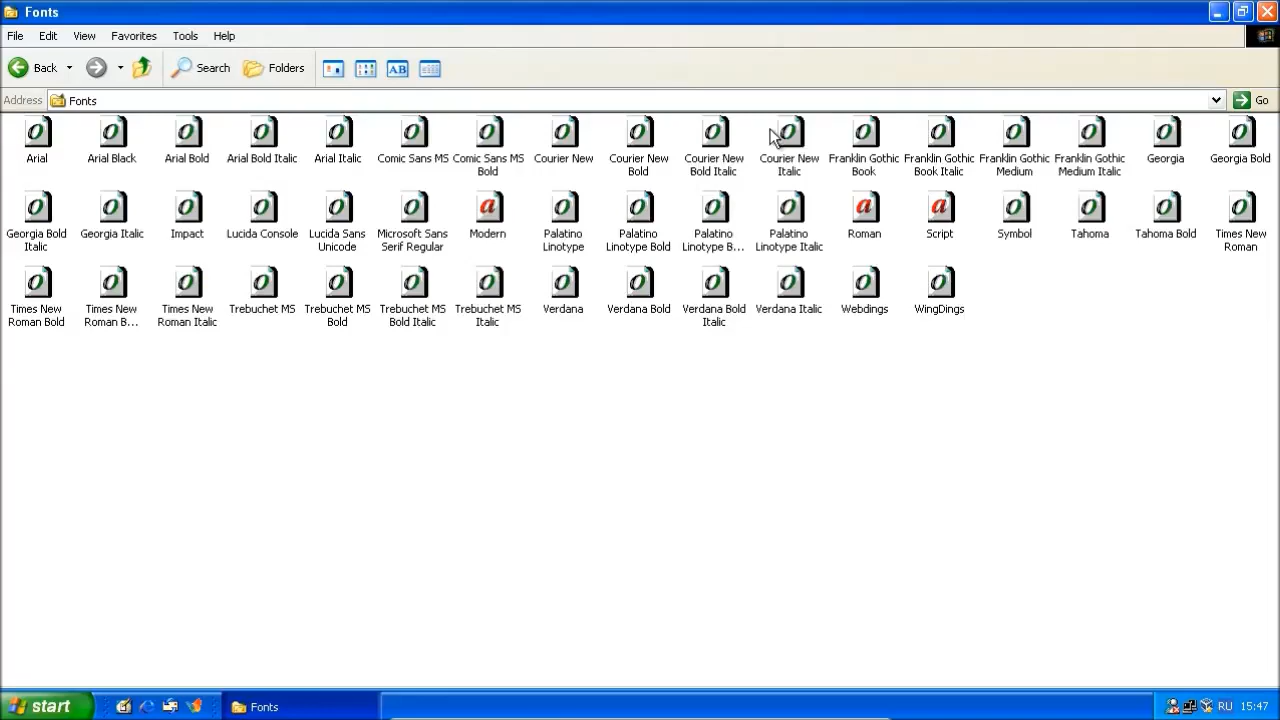 Fonts
File Edit View Favorites Tools Help
Back Search Folders AB
Address Fonts Go
Arial Arial Black Arial Bold Arial Bold Italic Arial Italic Comic Sans MS Comic Sans MS Bold Courier New Courier New Bold Courier New Bold Italic Courier New Italic Franklin Gothic Book Franklin Gothic Book Italic Franklin Gothic Medium Franklin Gothic Medium Italic Georgia Georgia Bold
Georgia Bold Italic Georgia Italic Impact Lucida Console Lucida Sans Unicode Microsoft Sans Serif Regular Modern Palatino Linotype Palatino Linotype Bold Palatino Linotype B... Palatino Linotype Italic Roman Script Symbol Tahoma Tahoma Bold Times New Roman
Times New Roman Bold Times New Roman B... Times New Roman Italic Trebuchet MS Trebuchet MS Bold Trebuchet MS Bold Italic Trebuchet MS Italic Verdana Verdana Bold Verdana Bold Italic Verdana Italic Webdings WingDings
start Fonts RU 15:47